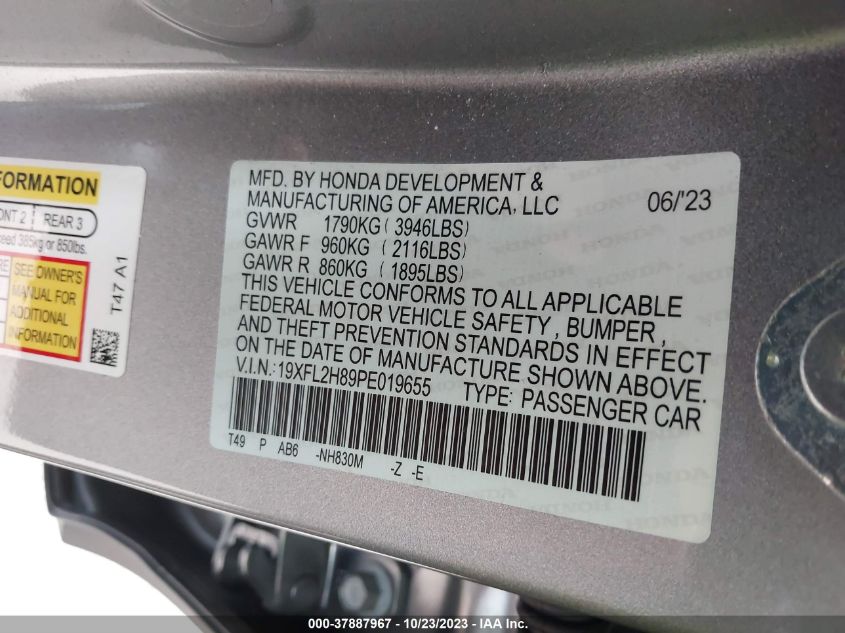 FORMATION
ONT 2 REAR 3
ceed 385kg or 850lbs.
RE
SEE OWNER'S
MANUAL FOR
ADDITIONAL
INFORMATION
T47 A1
MFD. BY HONDA DEVELOPMENT &
MANUFACTURING OF AMERICA, LLC 06/'23
GVWR 1790KG ( 3946LBS)
GAWR F 960KG ( 2116LBS)
GAWR R 860KG ( 1895LBS)
THIS VEHICLE CONFORMS TO ALL APPLICABLE
FEDERAL MOTOR VEHICLE SAFETY, BUMPER,
AND THEFT PREVENTION STANDARDS IN EFFECT
ON THE DATE OF MANUFACTURE SHOWN ABOVE.
V.I.N.:19XFL2H89PE019655 TYPE: PASSENGER CAR
T49 P AB6 -NH830M -Z -E
HONDA
000-37887967 - 10/23/2023 - IAA Inc.